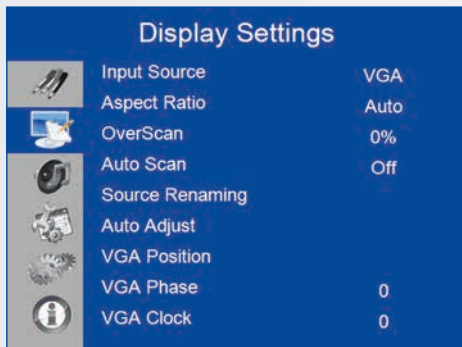 Display Settings
Input Source VGA
Aspect Ratio Auto
OverScan 0%
Auto Scan Off
Source Renaming
Auto Adjust
VGA Position
VGA Phase 0
VGA Clock 0